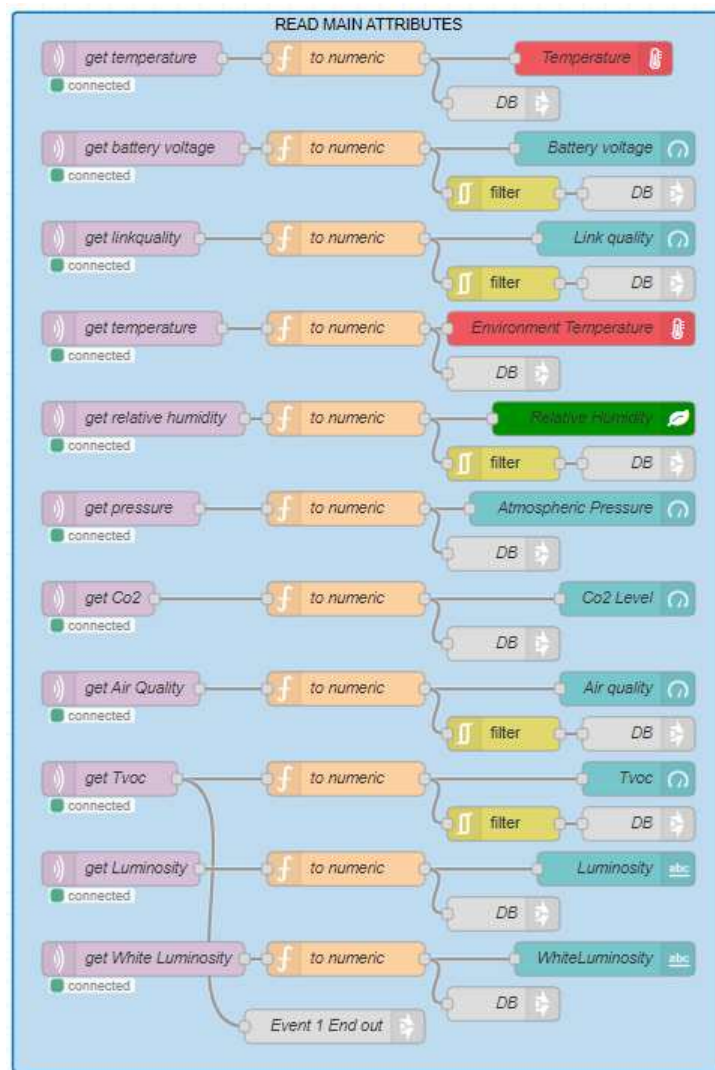 READ MAIN ATTRIBUTES
get temperature to numeric Temperature
connected
DB
get battery voltage to numeric Battery voltage
connected
filter DB
get linkquality to numeric Link quality
connected
filter DB
get temperature to numeric Environment Temperature
connected
DB
get relative humidity to numeric Relative Humidity
connected
filter DB
get pressure to numeric Atmospheric Pressure
connected
DB
get Co2 to numeric Co2 Level
connected
DB
get Air Quality to numeric Air quality
connected
filter DB
get Tvoc to numeric Tvoc
connected
filter DB
get Luminosity to numeric Luminosity abc
connected
DB
get White Luminosity to numeric WhiteLuminosity abc
connected
DB
Event 1 End out